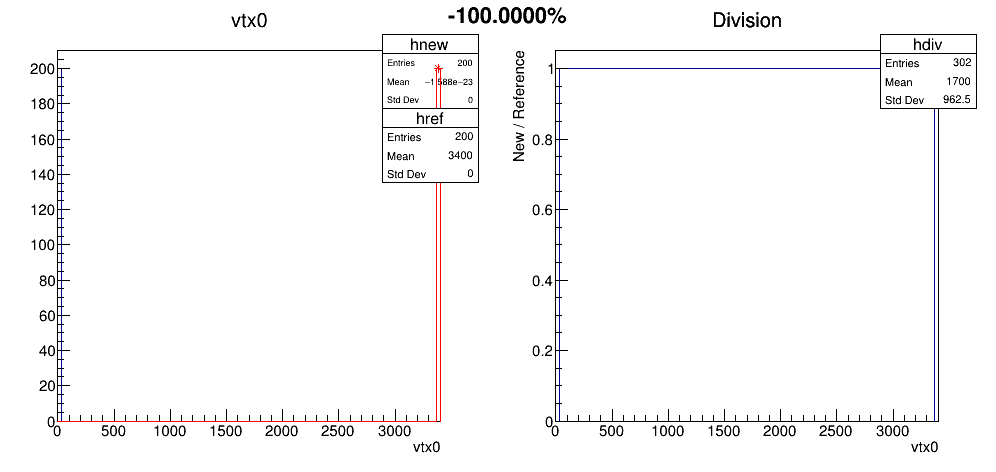 -100.0000%
vtx0
hnew
Entries 200
Mean −1.588e−23
Std Dev 0
href
Entries 200
Mean 3400
Std Dev 0
200
180
160
140
120
100
80
60
40
20
0
0 500 1000 1500 2000 2500 3000
vtx0
Division
hdiv
Entries 302
Mean 1700
Std Dev 962.5
New / Reference
1
0.8
0.6
0.4
0.2
0
0 500 1000 1500 2000 2500 3000
vtx0